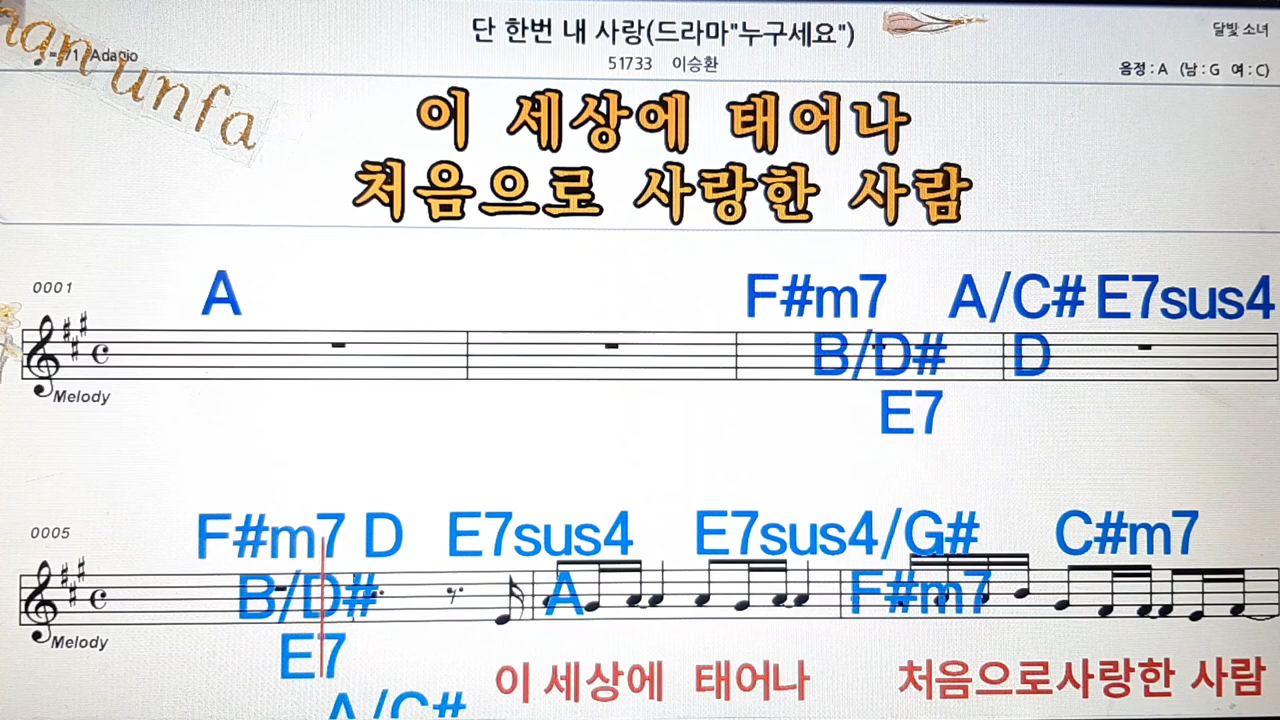 단 한번 내 사랑(드라마"누구세요")
달빛 소녀
Adagio
unfa
51733 이승환
음정 : A (남 : G 여 : C)
이 세상에 태어나
처음으로 사랑한 사람
0001
A F#m7 A/C# E7sus4
B/D# D
Melody
E7
0005
F#m7 D E7sus4 E7sus4/G# C#m7
B/D# A F#m7
Melody
E7
이 세상에 태어나 처음으로사랑한 사람
A/C#